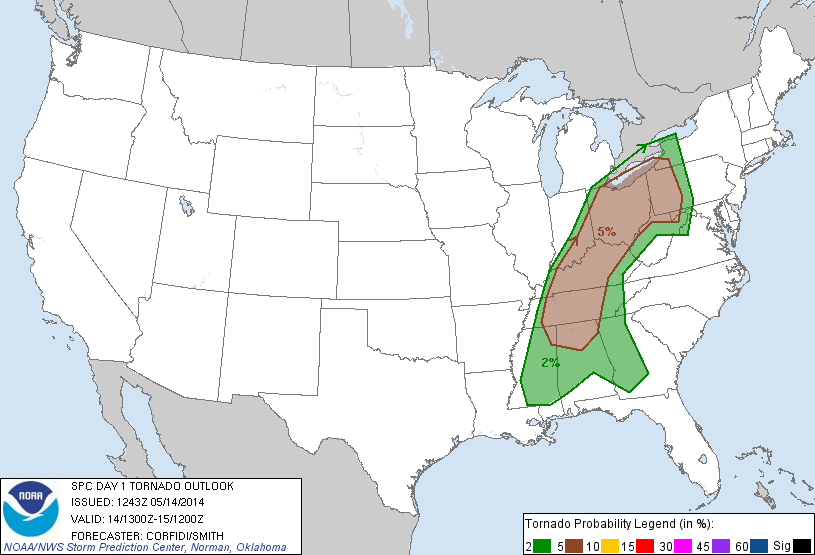 5%
2%
NOAA
SPC DAY 1 TORNADO OUTLOOK
ISSUED: 1243Z 05/14/2014
VALID: 14/1300Z-15/1200Z
FORECASTER: CORFIDI/SMITH
NOAA/NWS Storm Prediction Center, Norman, Oklahoma
Tornado Probability Legend (in %):
2 5 10 15 30 45 60 Sig